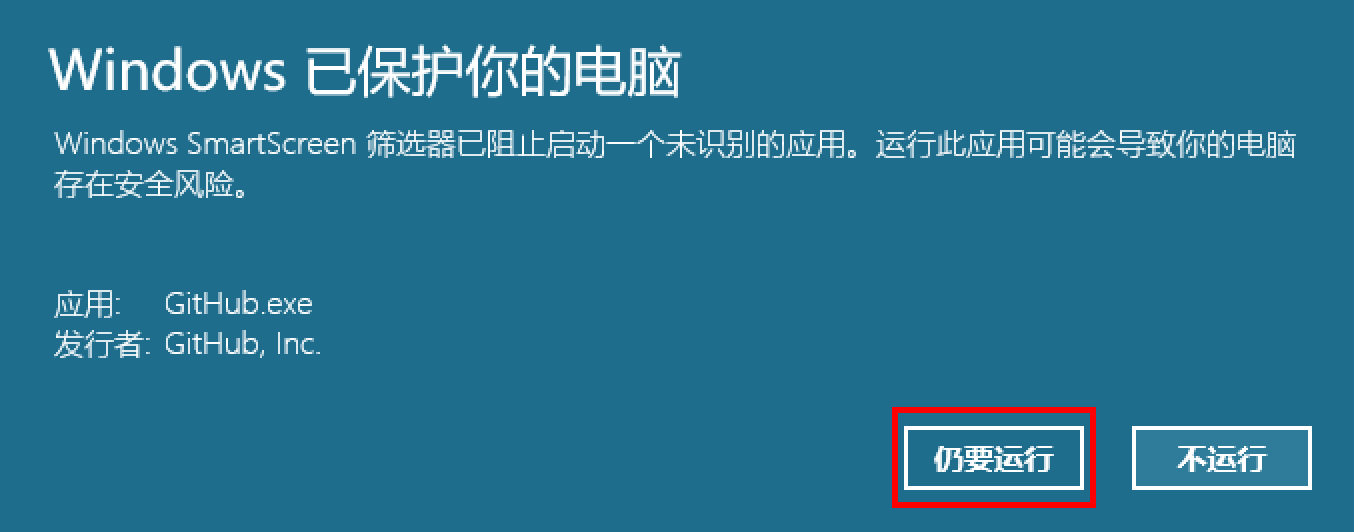 Windows 已保护你的电脑
Windows SmartScreen 筛选器已阻止启动一个未识别的应用。运行此应用可能会导致你的电脑
存在安全风险。
应用: GitHub.exe
发行者: GitHub, Inc.
仍要运行 不运行